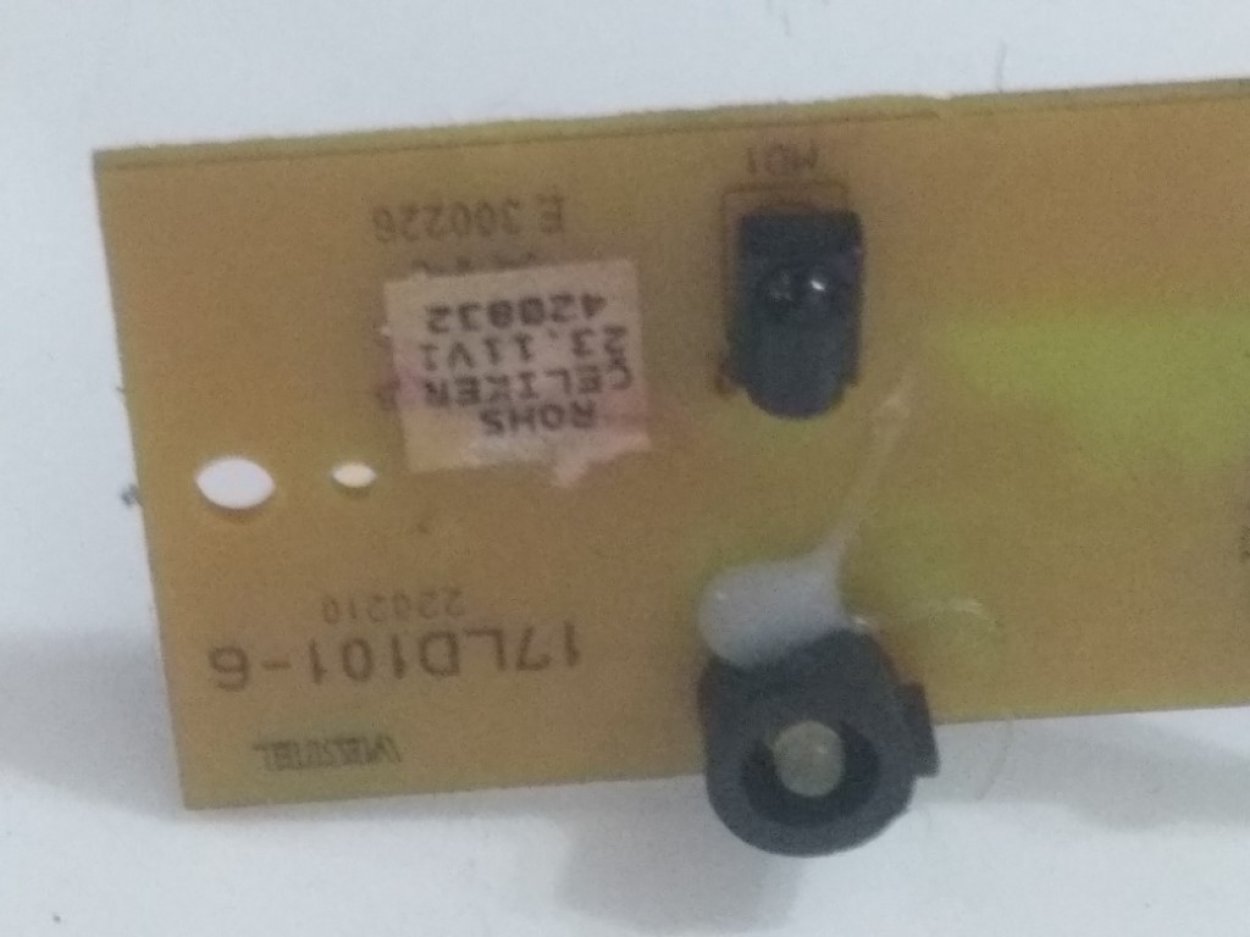 VESTEL
17LD101-6
220210
ROHS
CELIKER
23.11V1
420832
E 300226